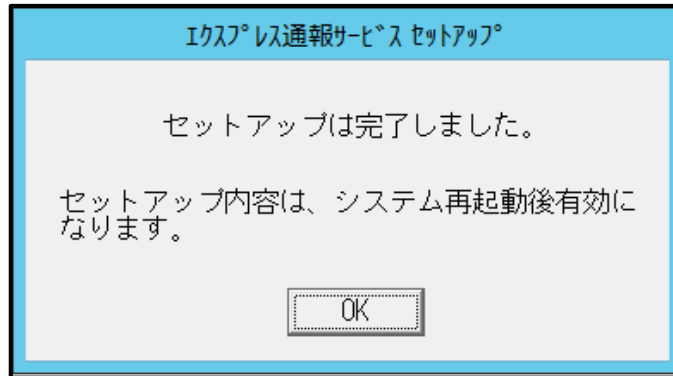 ｴｸｽﾌﾟﾚｽ通報ｻｰﾋﾞｽ ｾｯﾄｱｯﾌﾟ
セットアップは完了しました。
セットアップ内容は、システム再起動後有効に
なります。
OK